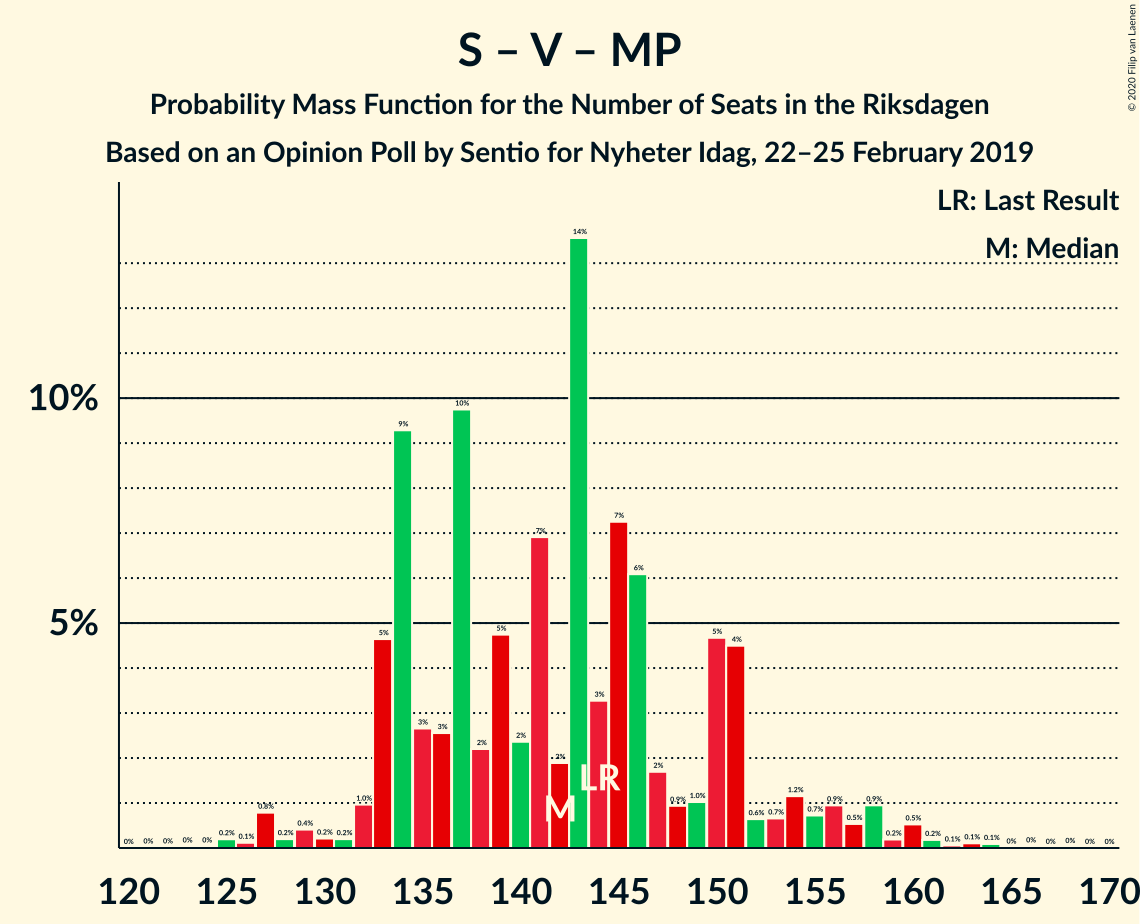 S – V – MP
Probability Mass Function for the Number of Seats in the Riksdagen
Based on an Opinion Poll by Sentio for Nyheter Idag, 22–25 February 2019
© 2020 Filip van Laenen
LR: Last Result
M: Median
10%
5%
0% 0% 0% 0% 0% 0.2% 0.1% 0.8% 0.2% 0.4% 0.2% 0.2% 1.0% 5% 9% 3% 3% 10% 2% 5% 2% 7% 2% 14% 3% 7% 6% 2% 0.9% 1.0% 5% 4% 0.6% 0.7% 1.2% 0.7% 0.9% 0.5% 0.9% 0.2% 0.5% 0.2% 0.1% 0.1% 0.1% 0% 0% 0% 0% 0% 0%
LR
M
120 125 130 135 140 145 150 155 160 165 170